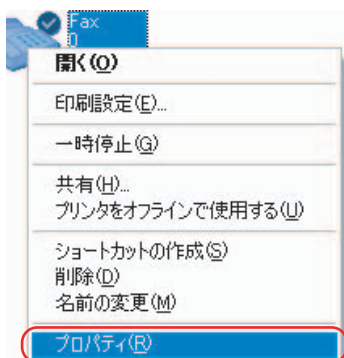 Fax
0
開く(O)
印刷設定(E)...
一時停止(G)
共有(H)...
プリンタをオフラインで使用する(U)
ショートカットの作成(S)
削除(D)
名前の変更(M)
プロパティ(R)